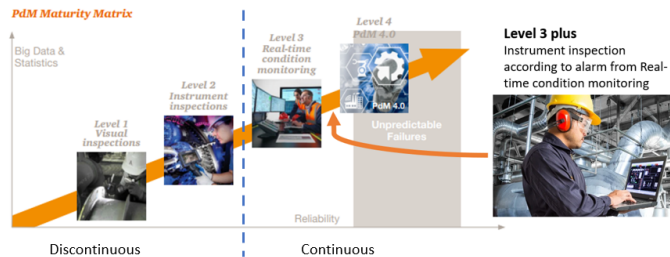 PdM Maturity Matrix
Big Data &
Statistics
Level 1
Visual
inspections
Level 2
Instrument
inspections
Level 3
Real-time
condition
monitoring
Level 4
PdM 4.0
PdM 4.0
Unpredictable
Failures
Reliability
Discontinuous
Continuous
Level 3 plus
Instrument inspection
according to alarm from Real-
time condition monitoring